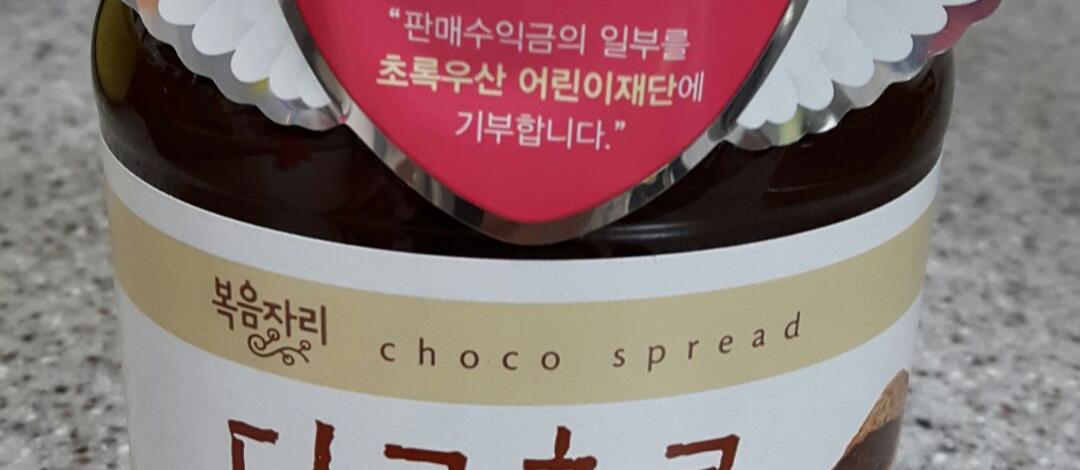 “판매수익금의 일부를
초록우산 어린이재단에
기부합니다.”
복음자리
choco spread